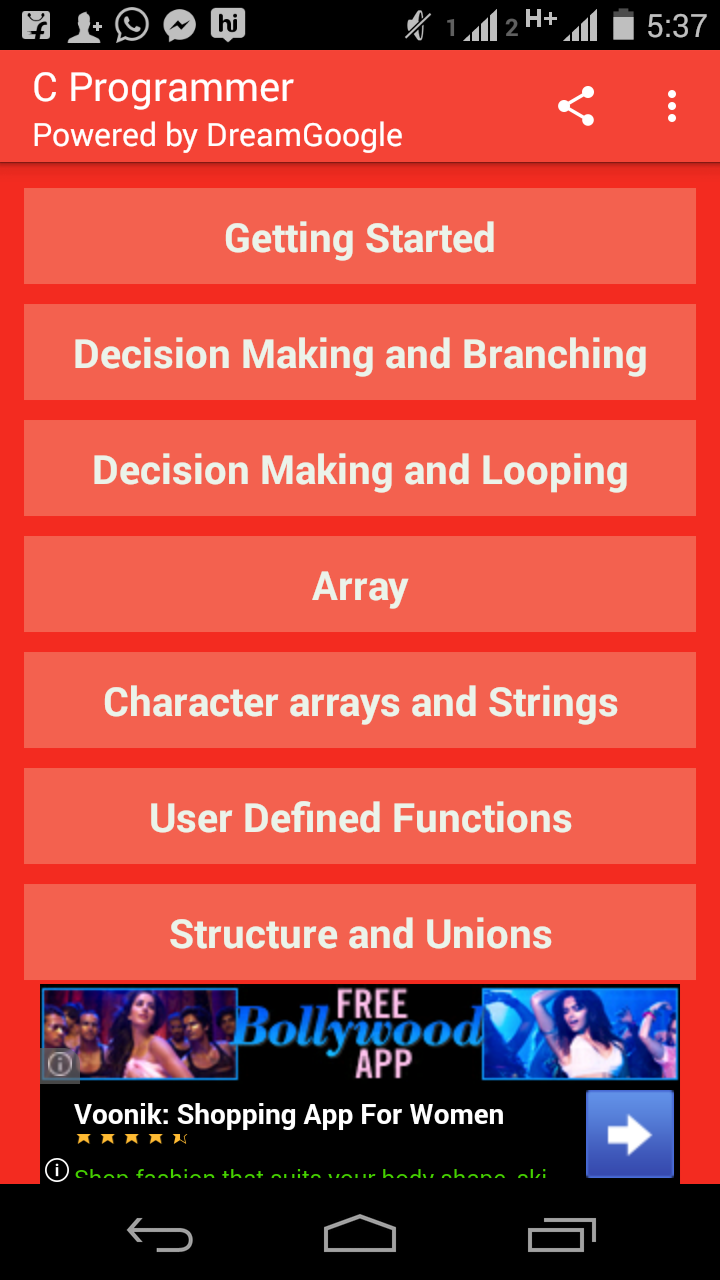 hi
1
2
H+
5:37
C Programmer
Powered by DreamGoogle
Getting Started
Decision Making and Branching
Decision Making and Looping
Array
Character arrays and Strings
User Defined Functions
Structure and Unions
FREE
Bollywood
APP
Voonik: Shopping App For Women
Shop fashion that suits your body shape, ski